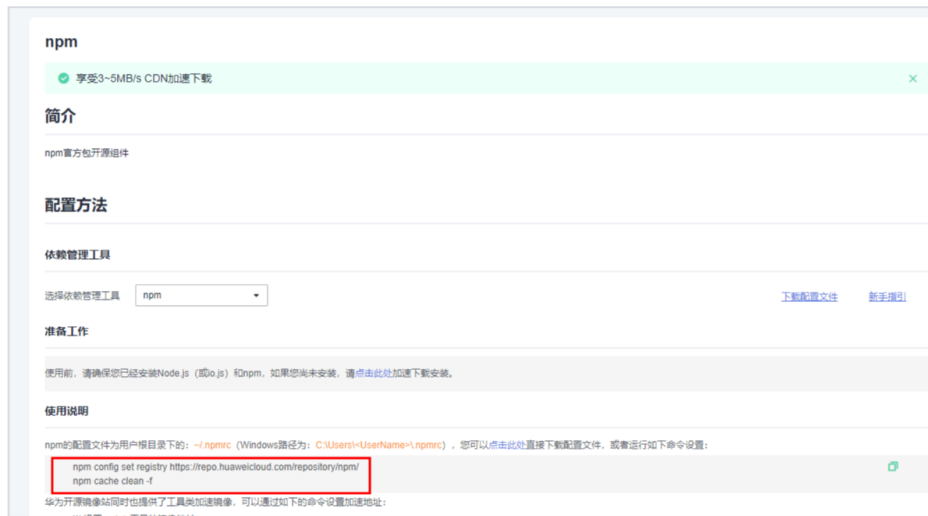 npm
享受3~5MB/s CDN加速下载
简介
npm官方包开源组件
配置方法
依赖管理工具
选择依赖管理工具 npm 下载配置文件 新手指引
准备工作
使用前，请确保您已经安装Node.js（或io.js）和npm，如果您尚未安装，请点击此处加速下载安装。
使用说明
npm的配置文件为用户根目录下的：~/.npmrc（Windows路径为：C:\Users\<UserName>\.npmrc），您可以点击此处直接下载配置文件，或者运行如下命令设置：
npm config set registry https://repo.huaweicloud.com/repository/npm/
npm cache clean -f
华为开源镜像站同时也提供了工具类加速镜像，可以通过如下的命令设置加速地址：